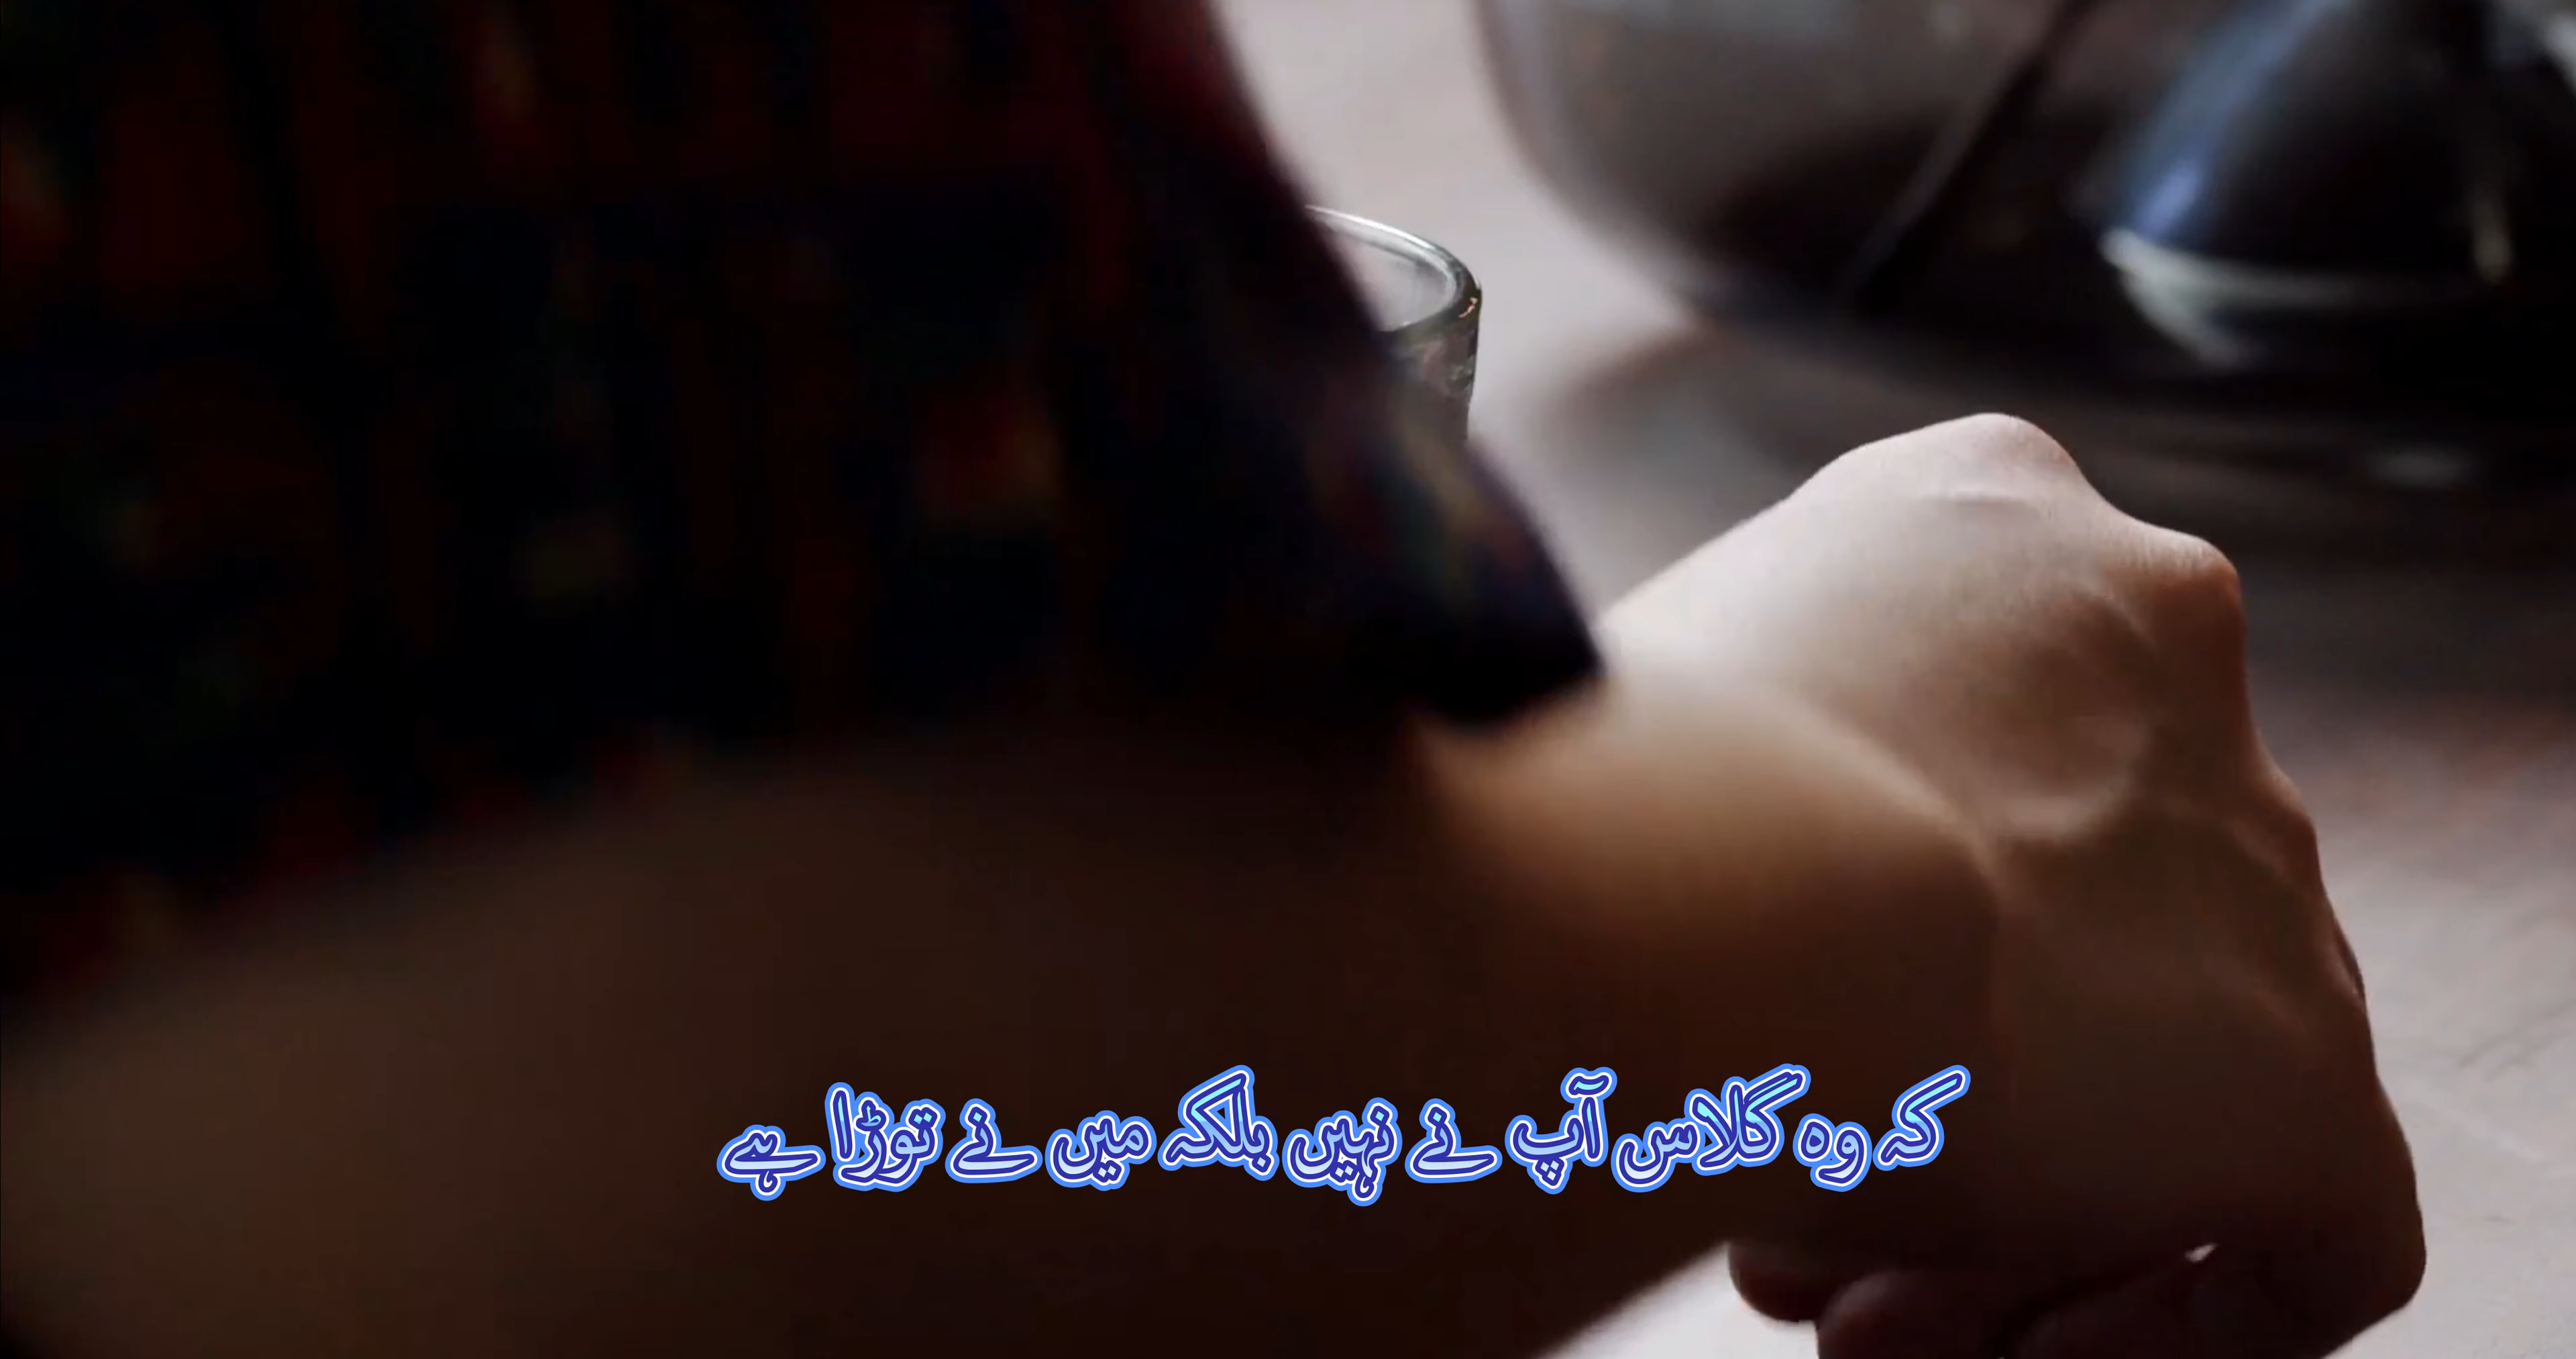 کہ وہ گلاس آپ نے نہیں بلکہ میں نے توڑا ہے